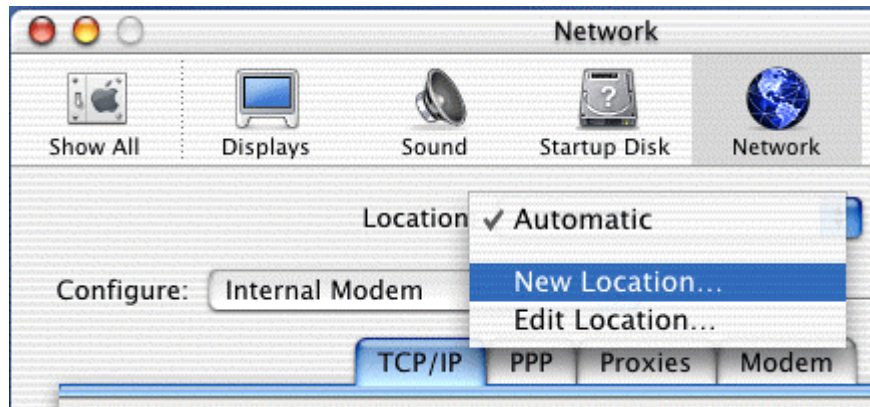 Network
Show All Displays Sound Startup Disk Network
Location ✓ Automatic
New Location...
Configure: Internal Modem
Edit Location...
TCP/IP PPP Proxies Modem